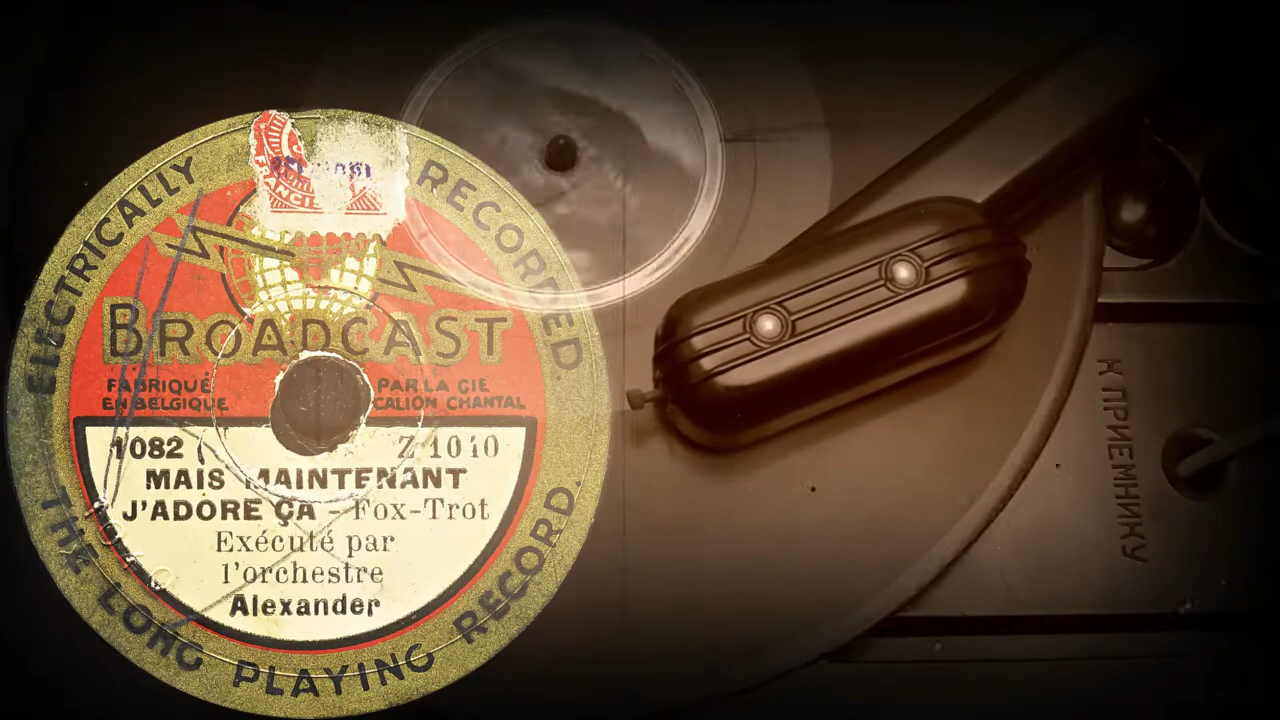 ELECTRICALLY RECORDED
BROADCAST
FABRIQUÉ PAR LA CIE
EN BELGIQUE CALION CHANTAL
1082 Z 1010
MAIS MAINTENANT
J'ADORE ÇA - Fox-Trot
Exécuté par
l'orchestre
Alexander
THE LONG PLAYING RECORD.
К ПРИЕМНИКУ